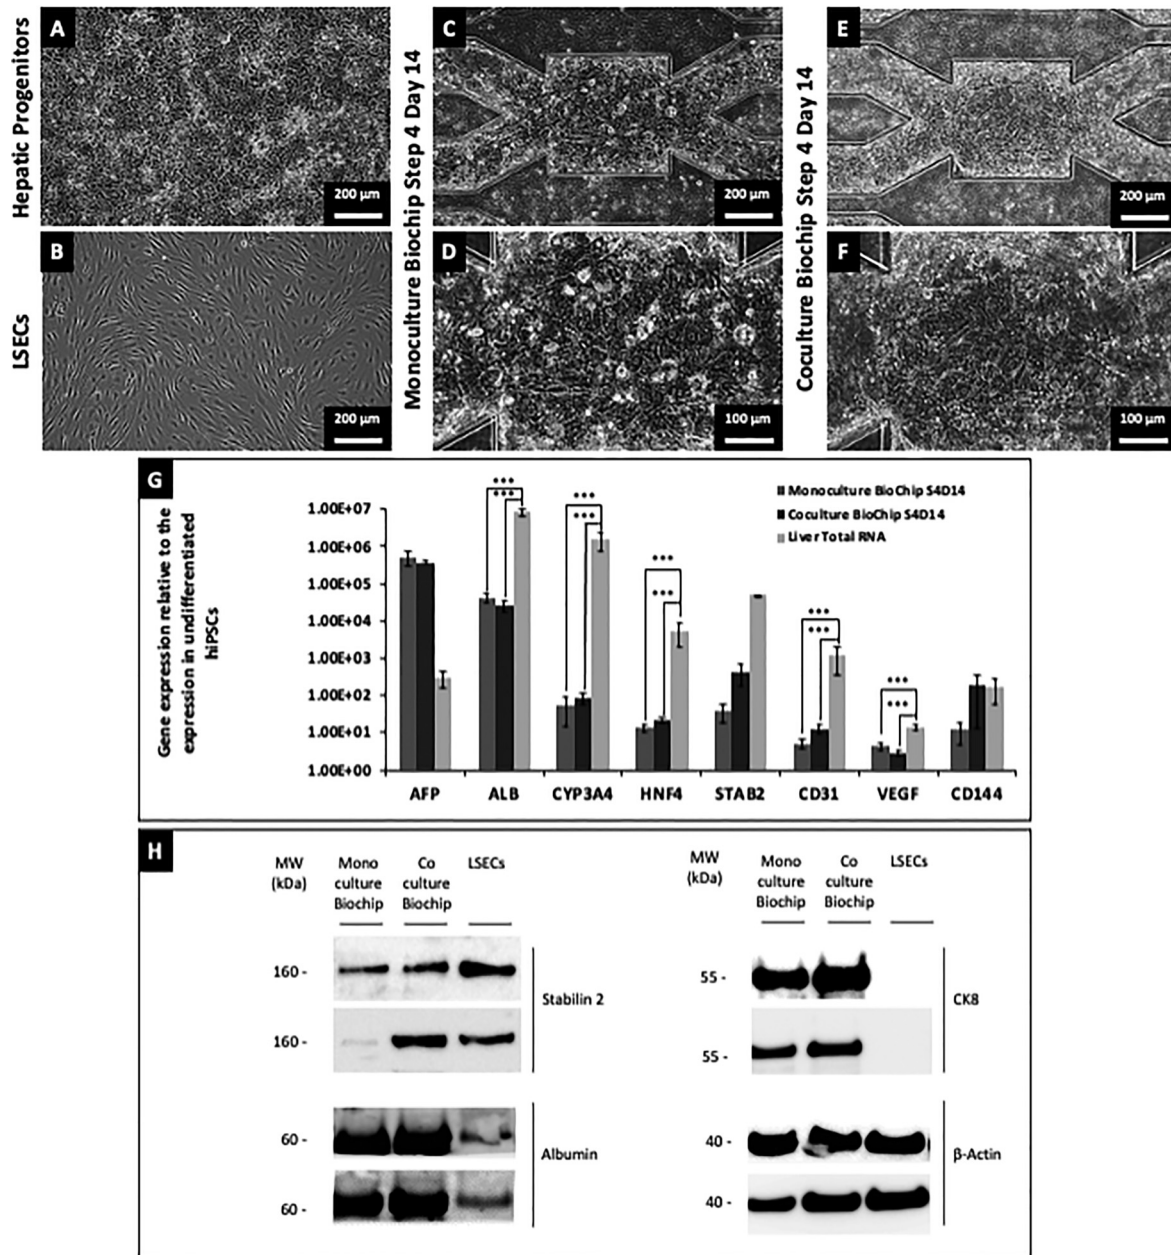 Hepatic Progenitors
A
200 µm
LSECs
B
200 µm
Monoculture Biochip Step 4 Day 14
C
200 µm
D
100 µm
Coculture Biochip Step 4 Day 14
E
200 µm
F
100 µm
G
Gene expression relative to the
expression in undifferentiated
hiPSCs
1.00E+07
1.00E+06
1.00E+05
1.00E+04
1.00E+03
1.00E+02
1.00E+01
1.00E+00
***
***
***
***
***
***
***
***
***
***
Monoculture BioChip S4D14
Coculture BioChip S4D14
Liver Total RNA
AFP ALB CYP3A4 HNF4 STAB2 CD31 VEGF CD144
H
MW
(kDa)
Mono
culture
Biochip
Co
culture
Biochip
LSECs
160 -
160 -
Stabilin 2
60 -
60 -
Albumin
MW
(kDa)
Mono
culture
Biochip
Co
culture
Biochip
LSECs
55 -
55 -
CK8
40 -
40 -
β-Actin